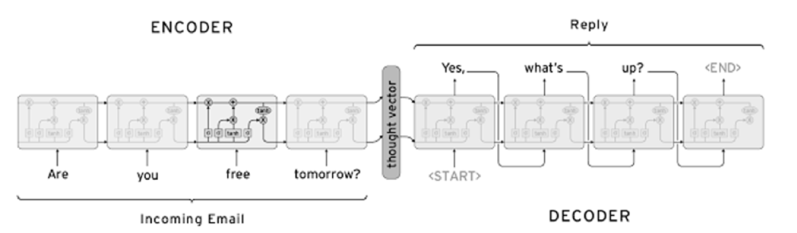 ENCODER
Reply
Yes, what's up? <END>
thought vector
Are you free tomorrow? <START>
Incoming Email
DECODER